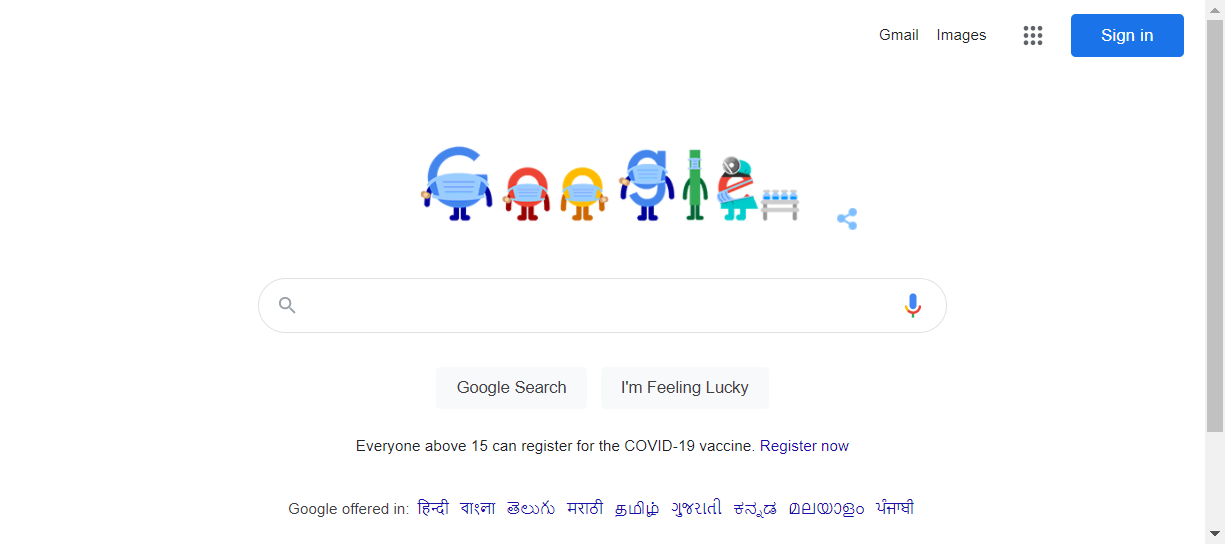 Gmail Images Sign in
Google
Google Search I'm Feeling Lucky
Everyone above 15 can register for the COVID-19 vaccine. Register now
Google offered in: हिन्दी বাংলা తెలుగు मराठी தமிழ் ગુજરાતી ಕನ್ನಡ മലയാളം ਪੰਜਾਬੀ